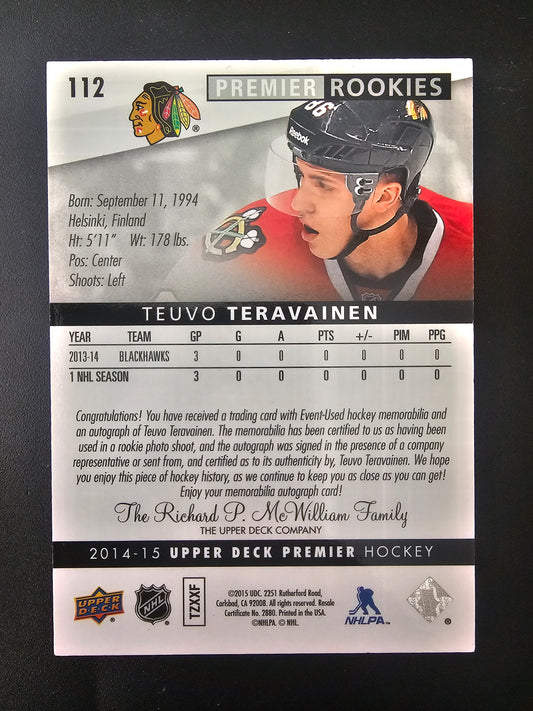 112
PREMIER ROOKIES
®
86
Reebok
Born: September 11, 1994
Helsinki, Finland
Ht: 5'11" Wt: 178 lbs.
Pos: Center
Shoots: Left
TEUVO TERAVAINEN
YEAR TEAM GP G A PTS +/- PIM PPG
2013-14 BLACKHAWKS 3 0 0 0 0 0 0
1 NHL SEASON 3 0 0 0 0 0 0
Congratulations! You have received a trading card with Event-Used hockey memorabilia and
an autograph of Teuvo Teravainen. The memorabilia has been certified to us as having been
used in a rookie photo shoot, and the autograph was signed in the presence of a company
representative or sent from, and certified as to its authenticity by, Teuvo Teravainen. We hope
you enjoy this piece of hockey history, as we continue to keep you as close as you can get!
Enjoy your memorabilia autograph card!
The Richard P. McWilliam Family
THE UPPER DECK COMPANY
2014-15 UPPER DECK PREMIER HOCKEY
UPPER DECK
NHL
TZXXF
©2015 UDC. 2251 Rutherford Road,
Carlsbad, CA 92008. All rights reserved. Resale
Certificate No. 2880. Printed in the USA.
©NHLPA. © NHL.
NHLPA™
®